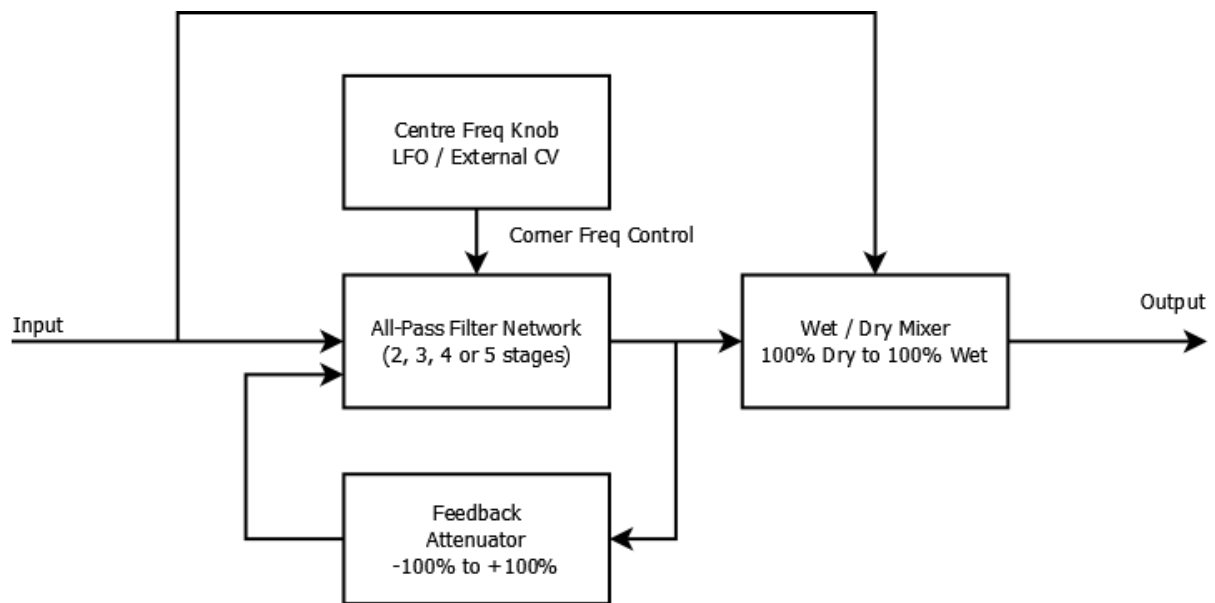 Centre Freq Knob
LFO / External CV
Corner Freq Control
Input
All-Pass Filter Network
(2, 3, 4 or 5 stages)
Wet / Dry Mixer
100% Dry to 100% Wet
Output
Feedback
Attenuator
-100% to +100%